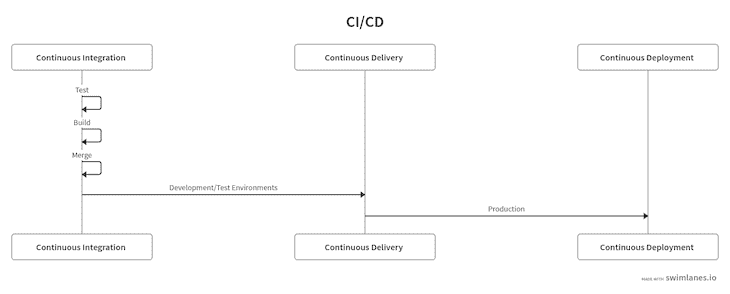 CI/CD
Continuous Integration
Continuous Delivery
Continuous Deployment
Test
Build
Merge
Development/Test Environments
Production
Continuous Integration
Continuous Delivery
Continuous Deployment
MADE WITH swimlanes.io